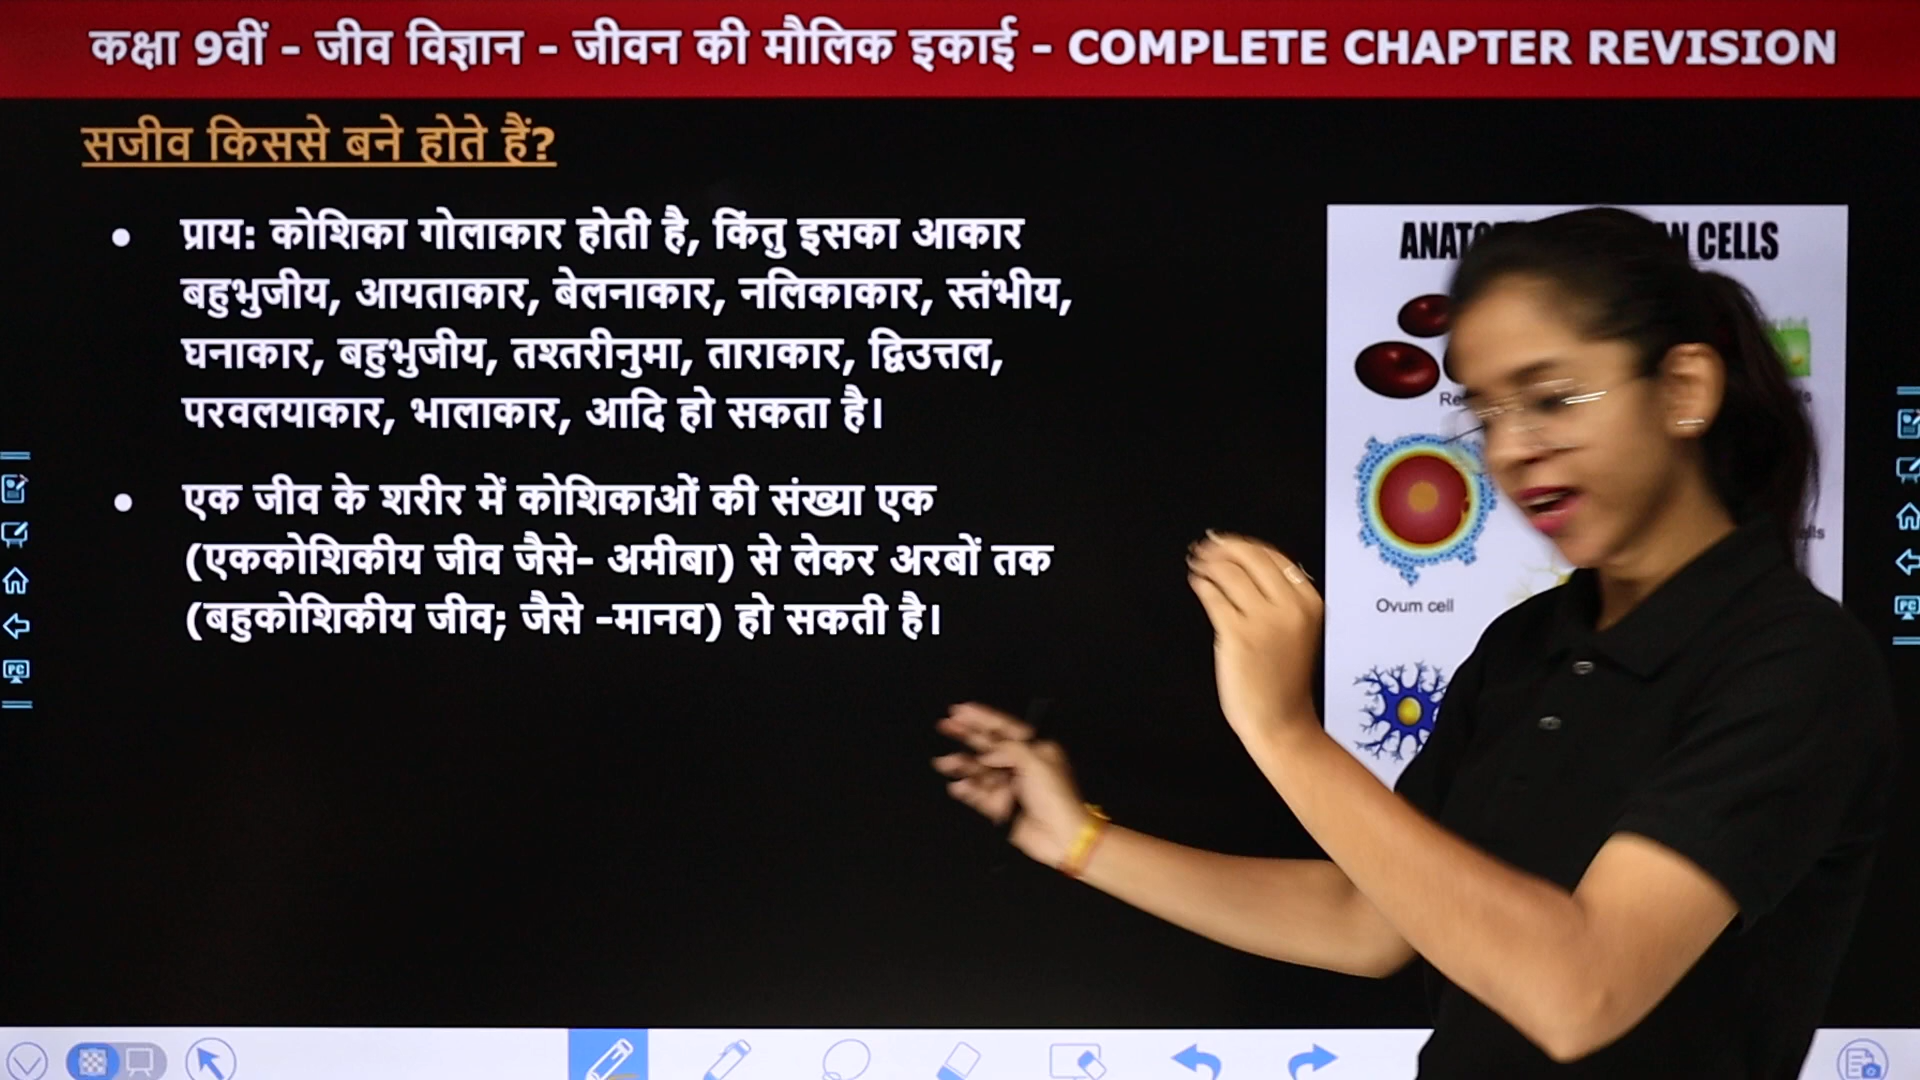 कक्षा 9वीं - जीव विज्ञान - जीवन की मौलिक इकाई - COMPLETE CHAPTER REVISION
सजीव किससे बने होते हैं?
• प्राय: कोशिका गोलाकार होती है, किंतु इसका आकार
बहुभुजीय, आयताकार, बेलनाकार, नलिकाकार, स्तंभीय,
घनाकार, बहुभुजीय, तश्तरीनुमा, ताराकार, द्विउत्तल,
परवलयाकार, भालाकार, आदि हो सकता है।
• एक जीव के शरीर में कोशिकाओं की संख्या एक
(एककोशिकीय जीव जैसे- अमीबा) से लेकर अरबों तक
(बहुकोशिकीय जीव; जैसे -मानव) हो सकती है।
CELLS
Ovum cell
PC
PC